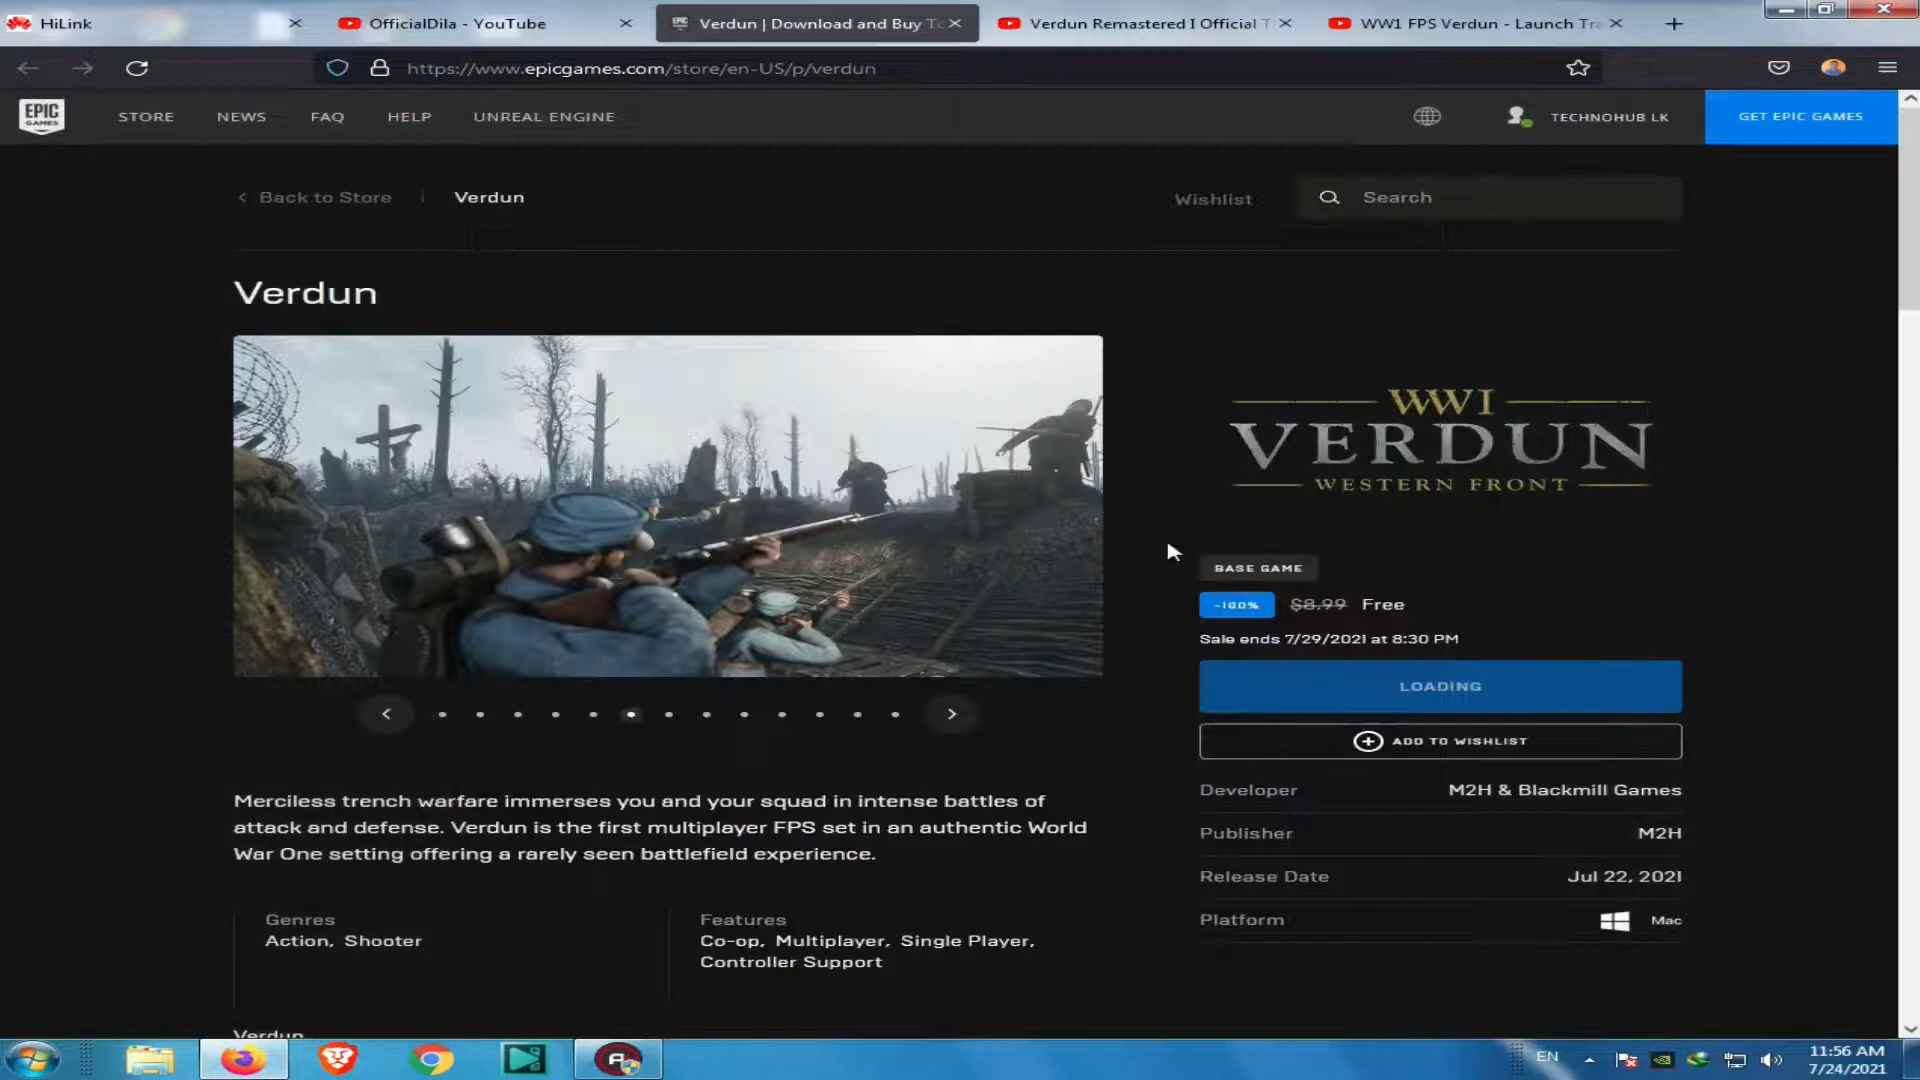 HiLink
OfficialDila - YouTube
Verdun | Download and Buy To
Verdun Remastered I Official T
WW1 FPS Verdun - Launch Tra
https://www.epicgames.com/store/en-US/p/verdun
EPIC GAMES
STORE
NEWS
FAQ
HELP
UNREAL ENGINE
TECHNOHUB LK
GET EPIC GAMES
Back to Store
Verdun
Wishlist
Search
Verdun
WWI
VERDUN
WESTERN FRONT
BASE GAME
-100% $8.99 Free
Sale ends 7/29/2021 at 8:30 PM
LOADING
ADD TO WISHLIST
Developer M2H & Blackmill Games
Publisher M2H
Release Date Jul 22, 2021
Platform Mac
Merciless trench warfare immerses you and your squad in intense battles of
attack and defense. Verdun is the first multiplayer FPS set in an authentic World
War One setting offering a rarely seen battlefield experience.
Genres
Action, Shooter
Features
Co-op, Multiplayer, Single Player,
Controller Support
Verdun
EN
11:56 AM
7/24/2021